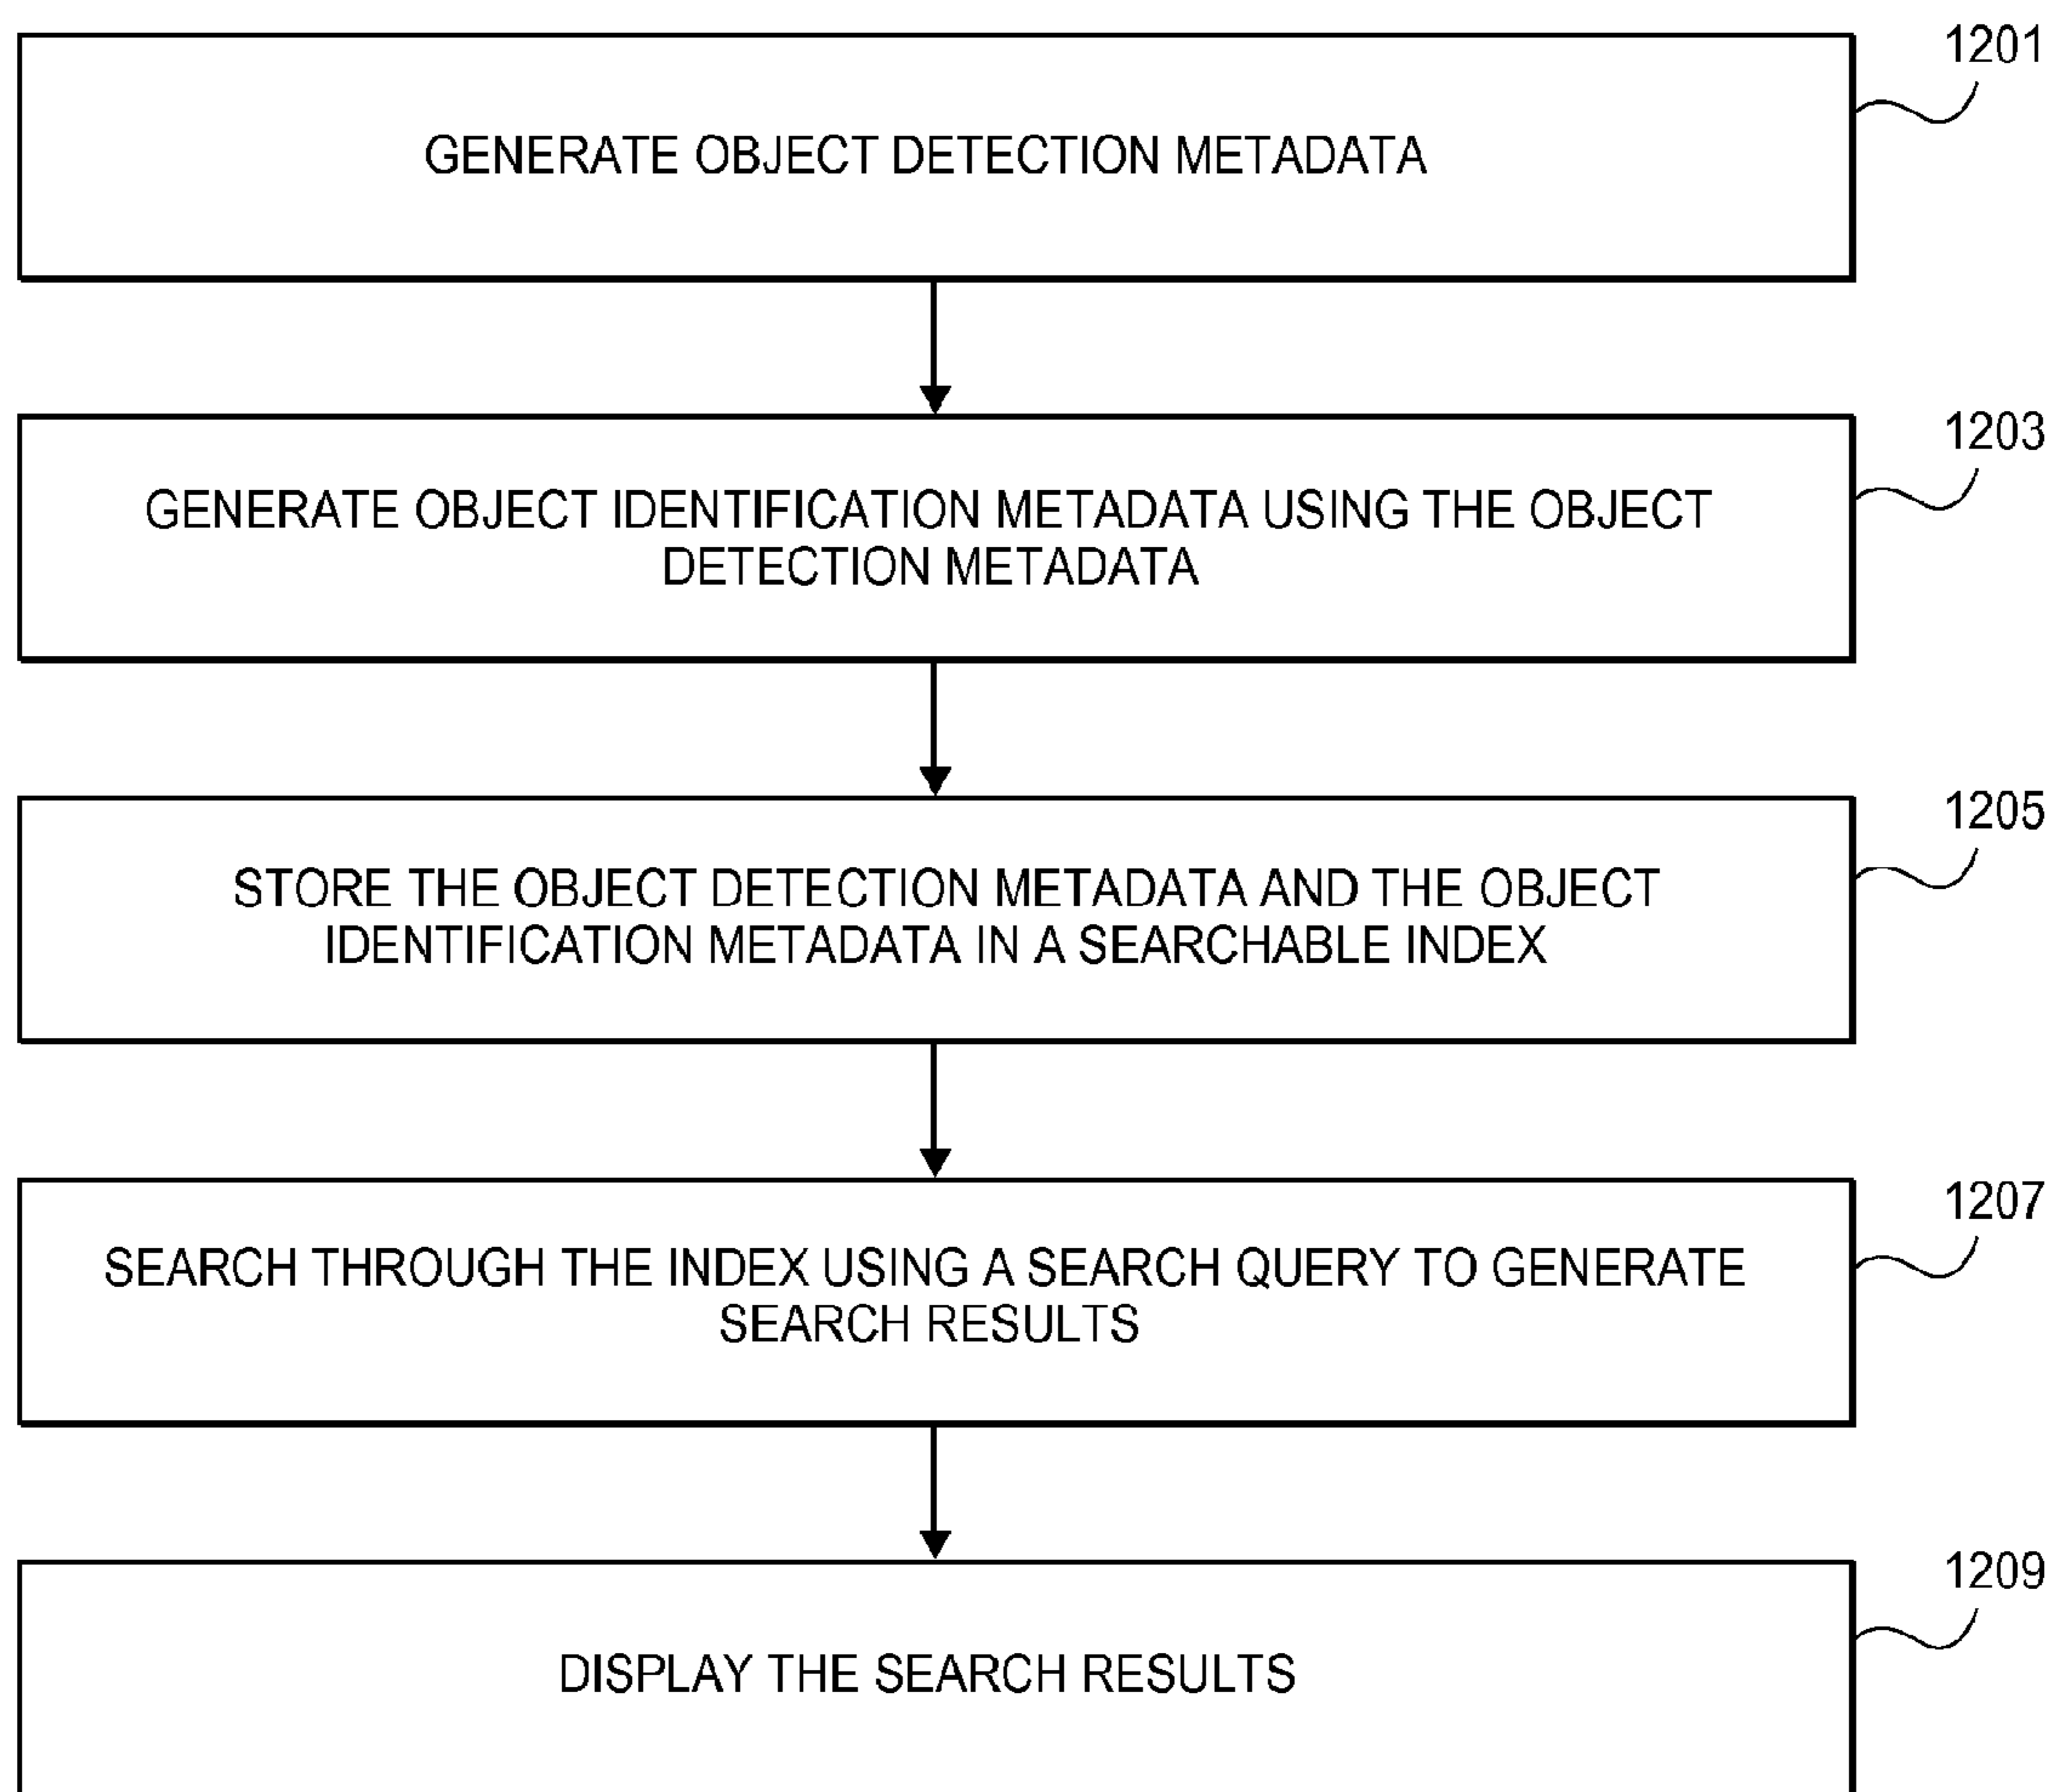 1201
GENERATE OBJECT DETECTION METADATA
1203
GENERATE OBJECT IDENTIFICATION METADATA USING THE OBJECT
DETECTION METADATA
1205
STORE THE OBJECT DETECTION METADATA AND THE OBJECT
IDENTIFICATION METADATA IN A SEARCHABLE INDEX
1207
SEARCH THROUGH THE INDEX USING A SEARCH QUERY TO GENERATE
SEARCH RESULTS
1209
DISPLAY THE SEARCH RESULTS